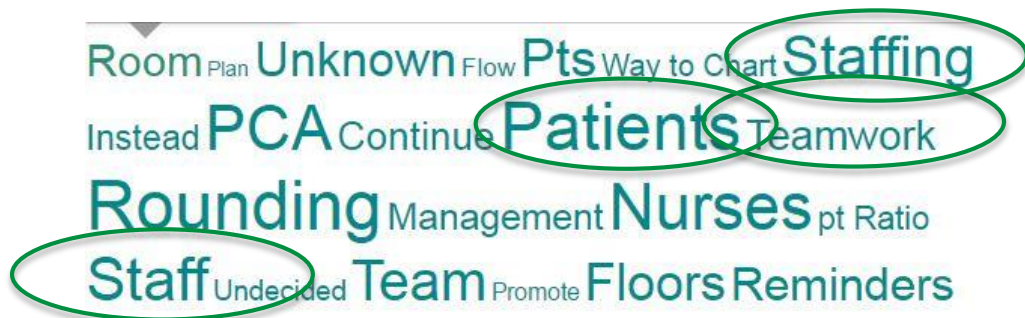 Room Plan Unknown Flow Pts Way to Chart Staffing
Instead PCA Continue Patients Teamwork
Rounding Management Nurses pt Ratio
Staff Undecided Team Promote Floors Reminders